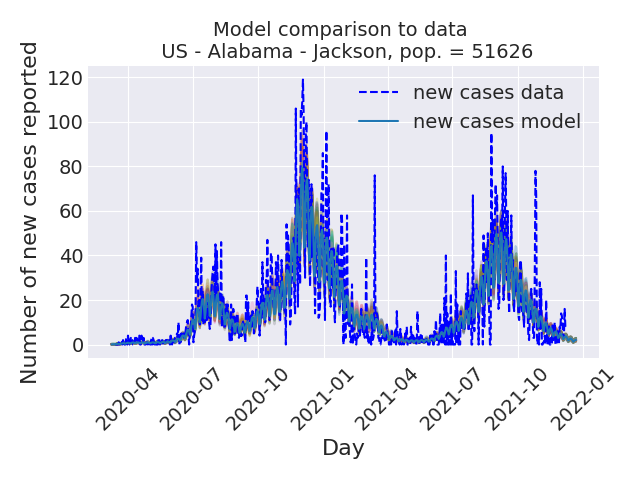 Model comparison to data
US - Alabama - Jackson, pop. = 51626
Number of new cases reported
120
100
80
60
40
20
0
new cases data
new cases model
2020-04
2020-07
2020-10
2021-01
2021-04
2021-07
2021-10
2022-01
Day